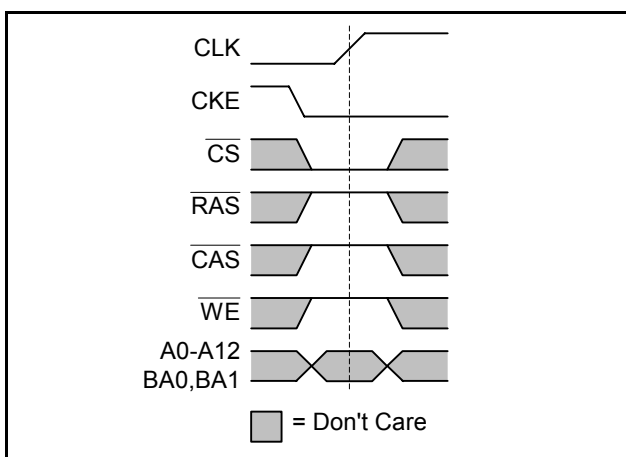 CLK
CKE
CS
RAS
CAS
WE
A0-A12
BA0,BA1
= Don't Care